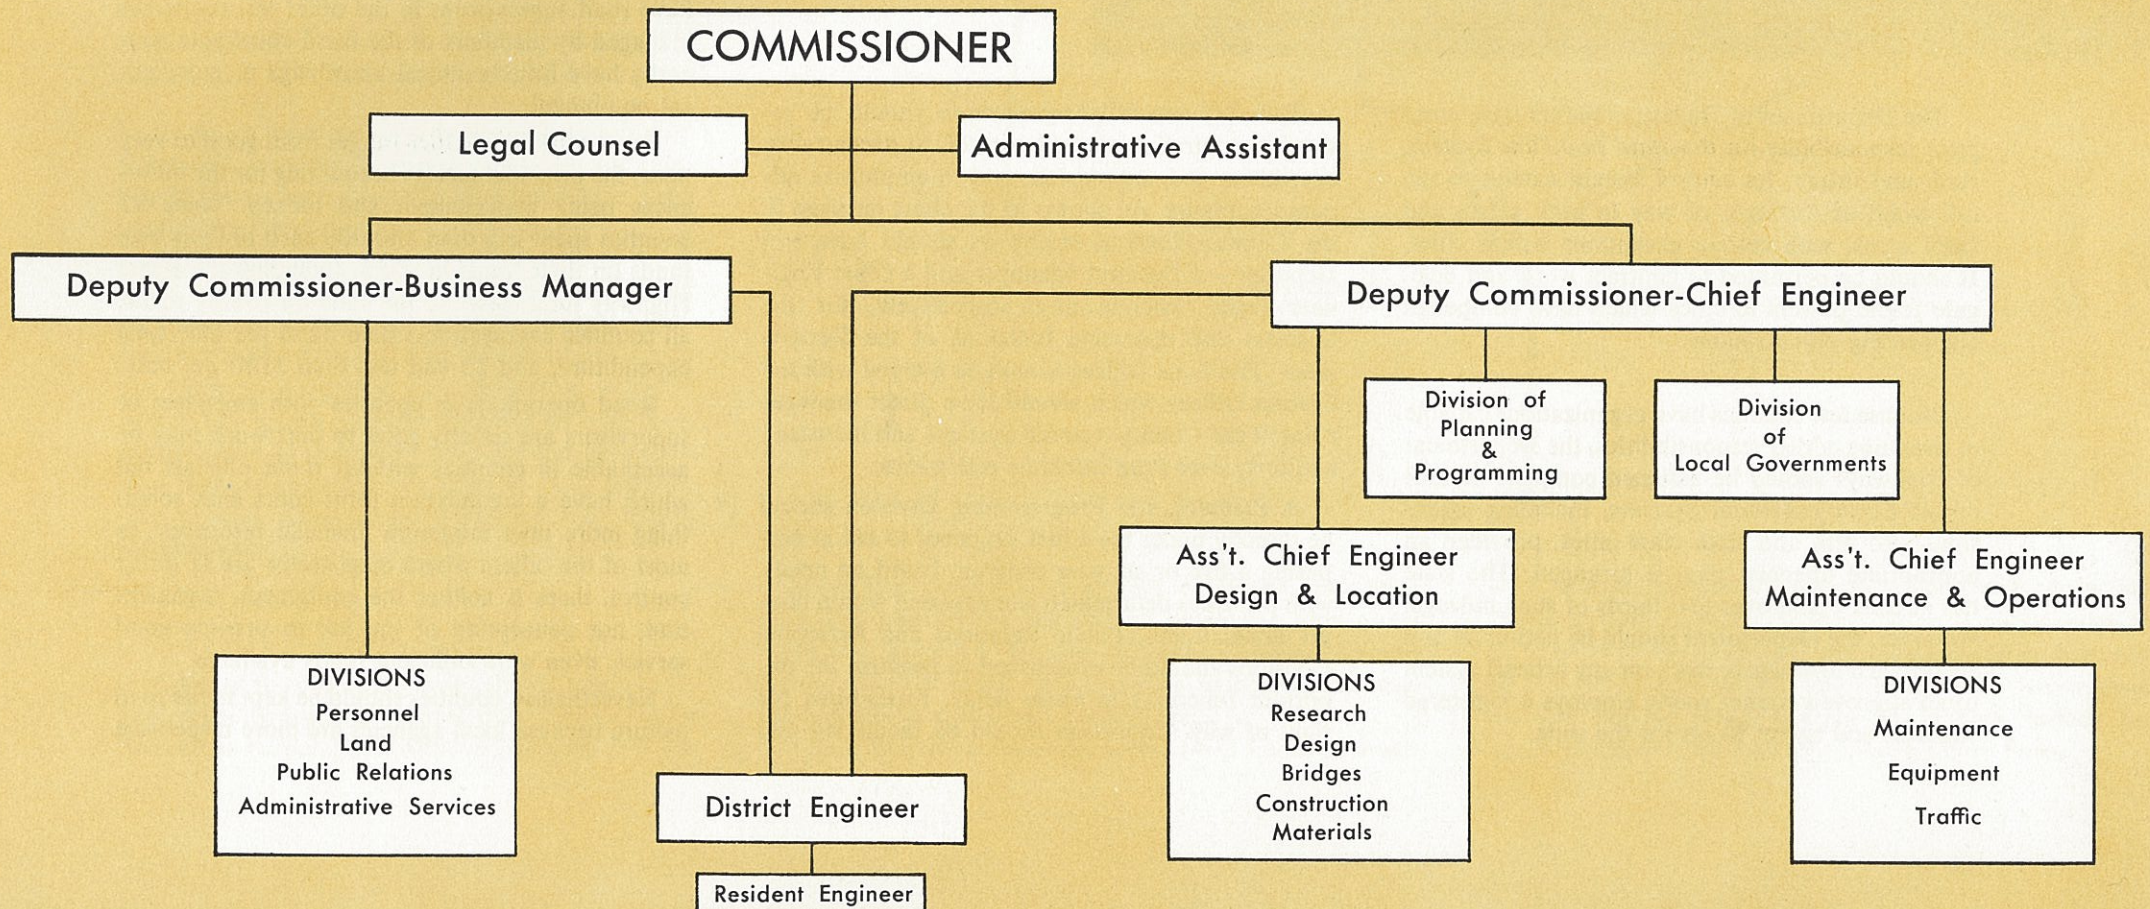 COMMISSIONER
Legal Counsel
Administrative Assistant
Deputy Commissioner-Business Manager
Deputy Commissioner-Chief Engineer
Division of
Planning
&
Programming
Division
of
Local Governments
Ass't. Chief Engineer
Design & Location
Ass't. Chief Engineer
Maintenance & Operations
DIVISIONS
Personnel
Land
Public Relations
Administrative Services
District Engineer
Resident Engineer
DIVISIONS
Research
Design
Bridges
Construction
Materials
DIVISIONS
Maintenance
Equipment
Traffic